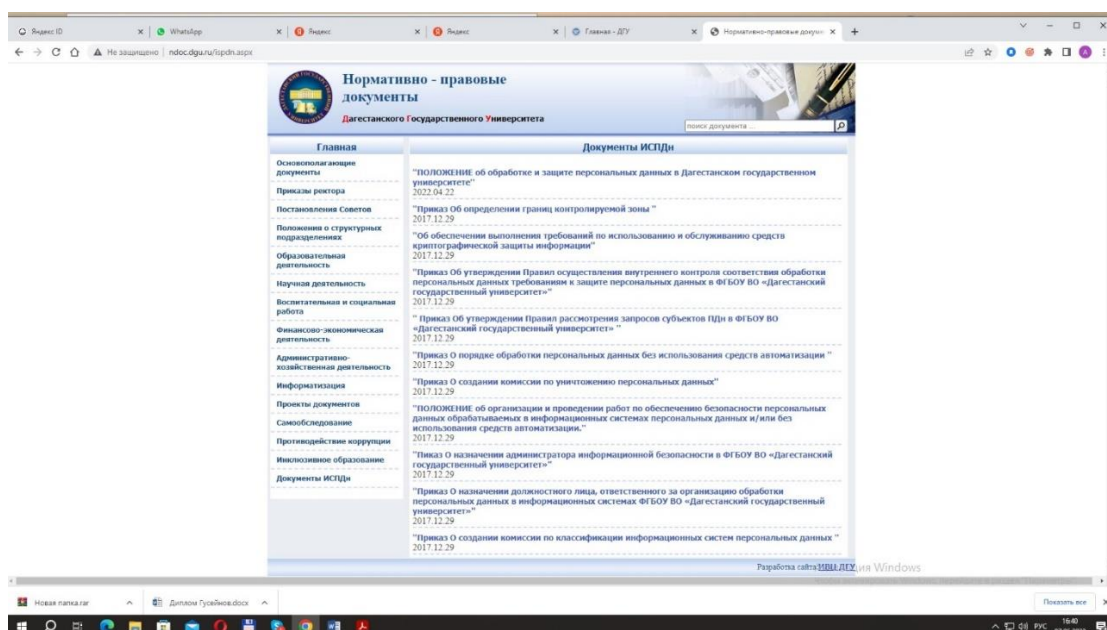 Яндекс ID
WhatsApp
Яндекс
Яндекс
Главная - ДГУ
Нормативно-правовые докуме
Не защищено
ndoc.dgu.ru/ispdn.aspx
Нормативно - правовые
документы
Дагестанского Государственного Университета
поиск документа ...
Главная
Основополагающие
документы
Приказы ректора
Постановления Советов
Положения о структурных
подразделениях
Образовательная
деятельность
Научная деятельность
Воспитательная и социальная
работа
Финансово-экономическая
деятельность
Административно-
хозяйственная деятельность
Информатизация
Проекты документов
Самообследование
Противодействие коррупции
Инклюзивное образование
Документы ИСПДн
Документы ИСПДн
"ПОЛОЖЕНИЕ об обработке и защите персональных данных в Дагестанском государственном
университете"
2022.04.22
"Приказ Об определении границ контролируемой зоны "
2017.12.29
"Об обеспечении выполнения требований по использованию и обслуживанию средств
криптографической защиты информации"
2017.12.29
"Приказ Об утверждении Правил осуществления внутреннего контроля соответствия обработки
персональных данных требованиям к защите персональных данных в ФГБОУ ВО «Дагестанский
государственный университет»"
2017.12.29
" Приказ Об утверждении Правил рассмотрения запросов субъектов ПДн в ФГБОУ ВО
«Дагестанский государственный университет» "
2017.12.29
"Приказ О порядке обработки персональных данных без использования средств автоматизации "
2017.12.29
"Приказ О создании комиссии по уничтожению персональных данных"
2017.12.29
"ПОЛОЖЕНИЕ об организации и проведении работ по обеспечению безопасности персональных
данных обрабатываемых в информационных системах персональных данных и/или без
использования средств автоматизации."
2017.12.29
"Пиказ О назначении администратора информационной безопасности в ФГБОУ ВО «Дагестанский
государственный университет»"
2017.12.29
"Приказ О назначении должностного лица, ответственного за организацию обработки
персональных данных в информационных системах ФГБОУ ВО «Дагестанский государственный
университет»"
2017.12.29
"Приказ О создании комиссии по классификации информационных систем персональных данных "
2017.12.29
Разработка сайта ИВЦ ДГУ
ция Windows
Новая папка.rar
Диплом Гусейнов.docx
Показать все
РУС
16:40